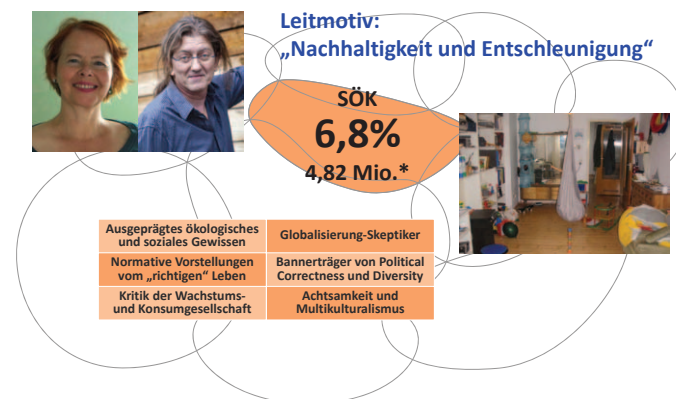 Leitmotiv:
„Nachhaltigkeit und Entschleunigung“
SÖK
6,8%
4,82 Mio.*
Ausgeprägtes ökologisches
und soziales Gewissen
Globalisierung-Skeptiker
Normative Vorstellungen
vom „richtigen“ Leben
Bannerträger von Political
Correctness und Diversity
Kritik der Wachstums-
und Konsumgesellschaft
Achtsamkeit und
Multikulturalismus